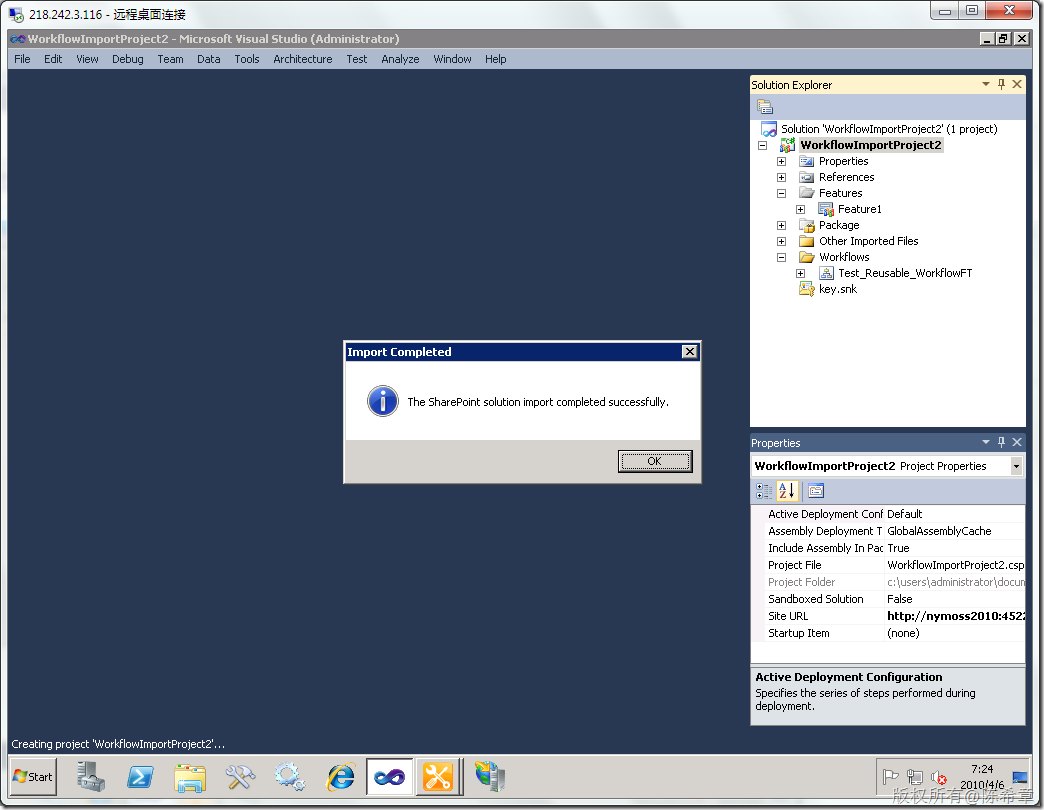 218.242.3.116 - 远程桌面连接
WorkflowImportProject2 - Microsoft Visual Studio (Administrator)
File Edit View Debug Team Data Tools Architecture Test Analyze Window Help
Solution Explorer
Solution 'WorkflowImportProject2' (1 project)
WorkflowImportProject2
Properties
References
Features
Feature1
Package
Other Imported Files
Workflows
Test_Reusable_WorkflowFT
key.snk
Import Completed
The SharePoint solution import completed successfully.
OK
Properties
WorkflowImportProject2 Project Properties
Active Deployment Conf Default
Assembly Deployment T GlobalAssemblyCache
Include Assembly In Pac True
Project File WorkflowImportProject2.csp
Project Folder c:\users\administrator\docun
Sandboxed Solution False
Site URL http://nymoss2010:4522
Startup Item (none)
Active Deployment Configuration
Specifies the series of steps performed during
deployment.
Creating project 'WorkflowImportProject2'...
Start
7:24
2010/4/6
版权所有@陈希章